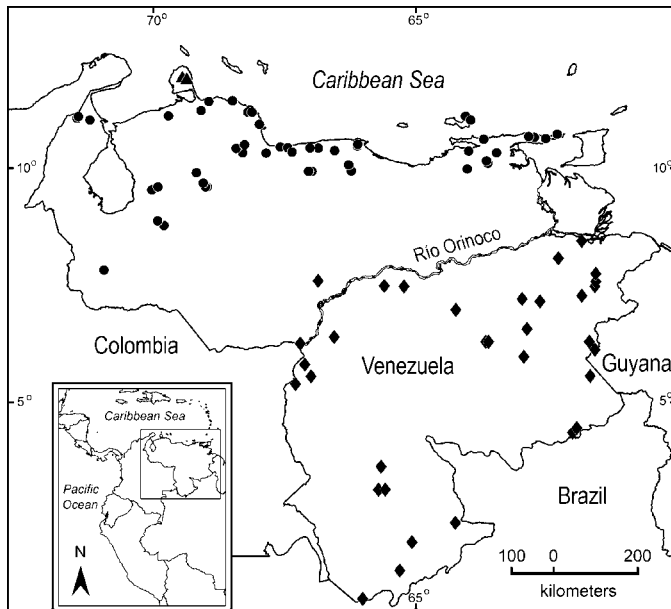 70°
65°
Caribbean Sea
10°
10°
Río Orinoco
Colombia
Venezuela
Guyana
5°
5°
Caribbean Sea
Pacific
Ocean
Brazil
N
100 0 200
kilometers
65°